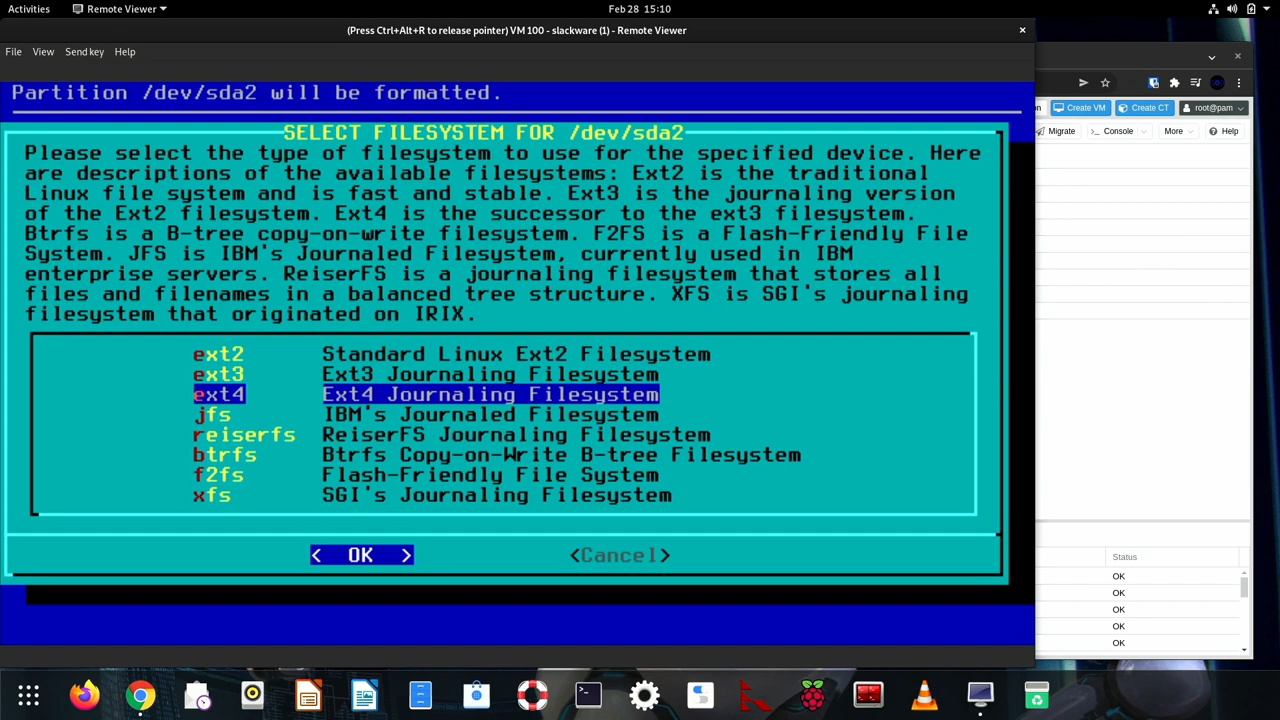 Activities Remote Viewer Feb 28 15:10
(Press Ctrl+Alt+R to release pointer) VM 100 - slackware (1) - Remote Viewer
File View Send key Help
Partition /dev/sda2 will be formatted.
SELECT FILESYSTEM FOR /dev/sda2
Please select the type of filesystem to use for the specified device. Here
are descriptions of the available filesystems: Ext2 is the traditional
Linux file system and is fast and stable. Ext3 is the journaling version
of the Ext2 filesystem. Ext4 is the successor to the ext3 filesystem.
Btrfs is a B-tree copy-on-write filesystem. F2FS is a Flash-Friendly File
System. JFS is IBM's Journaled Filesystem, currently used in IBM
enterprise servers. ReiserFS is a journaling filesystem that stores all
files and filenames in a balanced tree structure. XFS is SGI's journaling
filesystem that originated on IRIX.
ext2 Standard Linux Ext2 Filesystem
ext3 Ext3 Journaling Filesystem
ext4 Ext4 Journaling Filesystem
jfs IBM's Journaled Filesystem
reiserfs ReiserFS Journaling Filesystem
btrfs Btrfs Copy-on-Write B-tree Filesystem
f2fs Flash-Friendly File System
xfs SGI's Journaling Filesystem
< OK > <Cancel>
Create VM Create CT root@pam
Migrate Console More Help
Status
OK
OK
OK
OK
OK